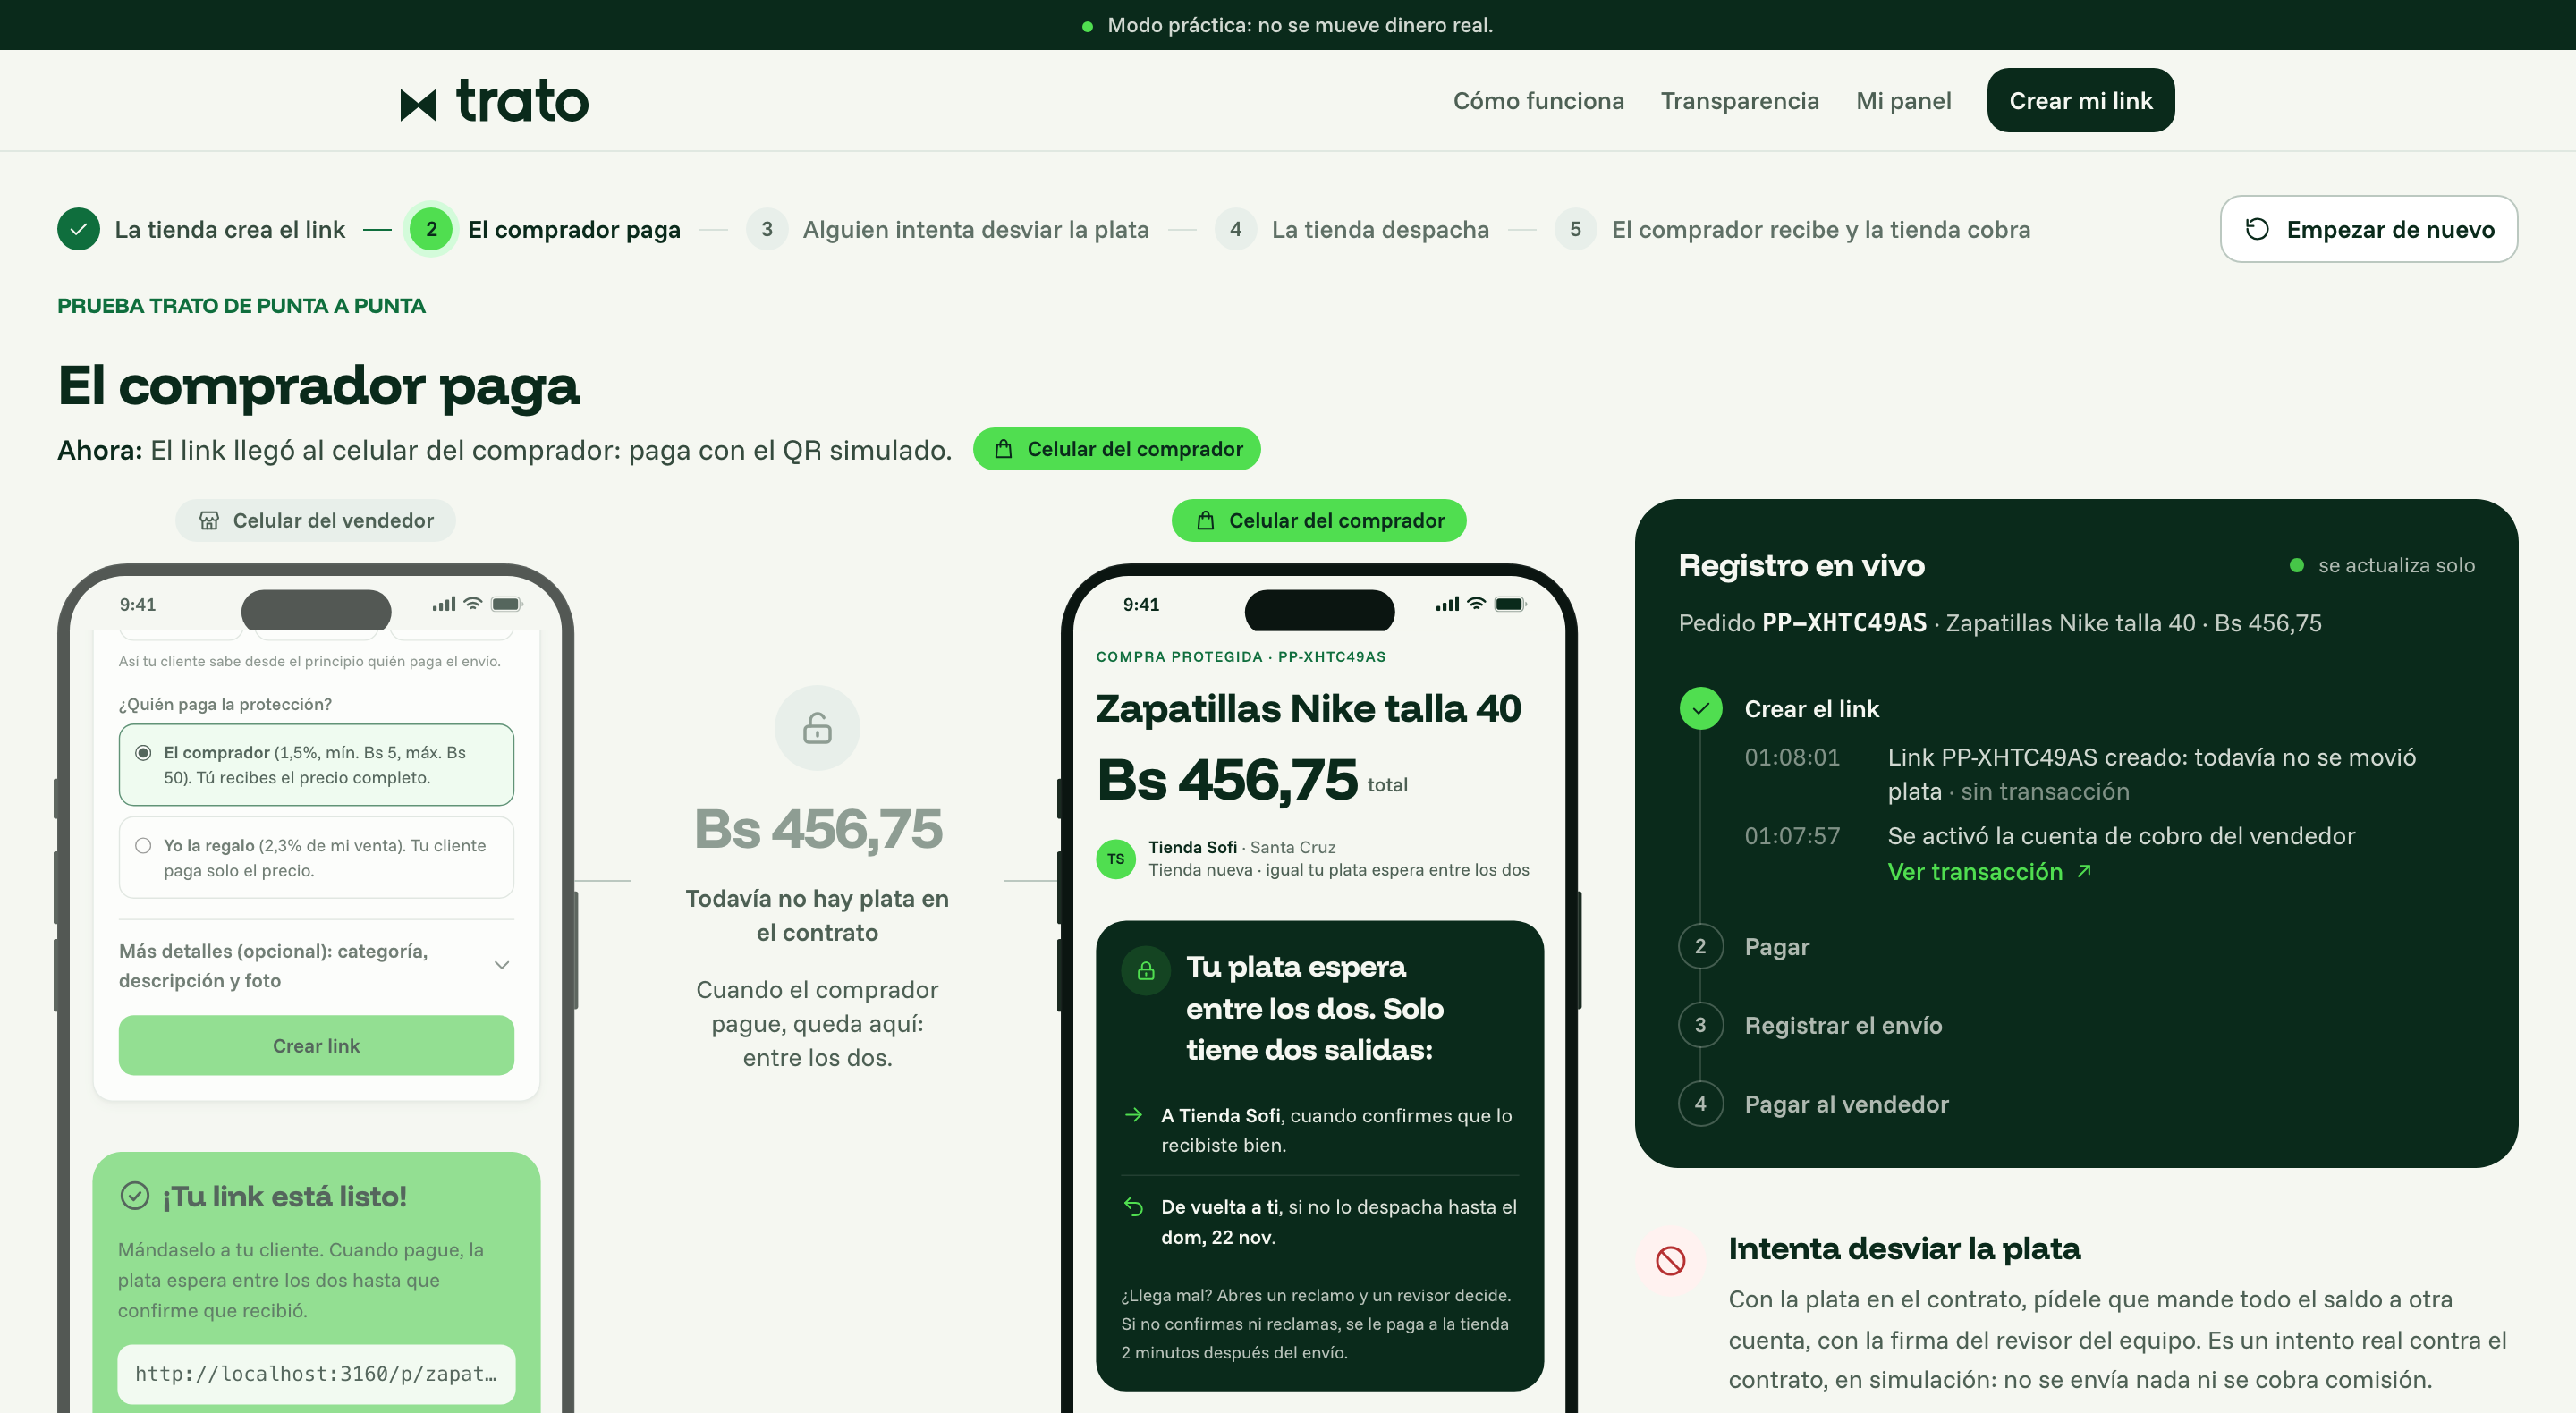 Modo práctica: no se mueve dinero real.
trato
Cómo funciona
Transparencia
Mi panel
Crear mi link
La tienda crea el link
2 El comprador paga
3 Alguien intenta desviar la plata
4 La tienda despacha
5 El comprador recibe y la tienda cobra
Empezar de nuevo
PRUEBA TRATO DE PUNTA A PUNTA
El comprador paga
Ahora: El link llegó al celular del comprador: paga con el QR simulado.
Celular del comprador
Celular del vendedor
9:41
Así tu cliente sabe desde el principio quién paga el envío.
¿Quién paga la protección?
El comprador (1,5%, mín. Bs 5, máx. Bs
50). Tú recibes el precio completo.
Yo la regalo (2,3% de mi venta). Tu cliente
paga solo el precio.
Más detalles (opcional): categoría,
descripción y foto
Crear link
¡Tu link está listo!
Mándaselo a tu cliente. Cuando pague, la
plata espera entre los dos hasta que
confirme que recibió.
http://localhost:3160/p/zapat…
Bs 456,75
Todavía no hay plata en
el contrato
Cuando el comprador
pague, queda aquí:
entre los dos.
Celular del comprador
9:41
COMPRA PROTEGIDA · PP-XHTC49AS
Zapatillas Nike talla 40
Bs 456,75 total
TS
Tienda Sofi · Santa Cruz
Tienda nueva · igual tu plata espera entre los dos
Tu plata espera
entre los dos. Solo
tiene dos salidas:
A Tienda Sofi, cuando confirmes que lo
recibiste bien.
De vuelta a ti, si no lo despacha hasta el
dom, 22 nov.
¿Llega mal? Abres un reclamo y un revisor decide.
Si no confirmas ni reclamas, se le paga a la tienda
2 minutos después del envío.
Registro en vivo
se actualiza solo
Pedido PP-XHTC49AS · Zapatillas Nike talla 40 · Bs 456,75
Crear el link
01:08:01 Link PP-XHTC49AS creado: todavía no se movió
plata · sin transacción
01:07:57 Se activó la cuenta de cobro del vendedor
Ver transacción
2 Pagar
3 Registrar el envío
4 Pagar al vendedor
Intenta desviar la plata
Con la plata en el contrato, pídele que mande todo el saldo a otra
cuenta, con la firma del revisor del equipo. Es un intento real contra el
contrato, en simulación: no se envía nada ni se cobra comisión.